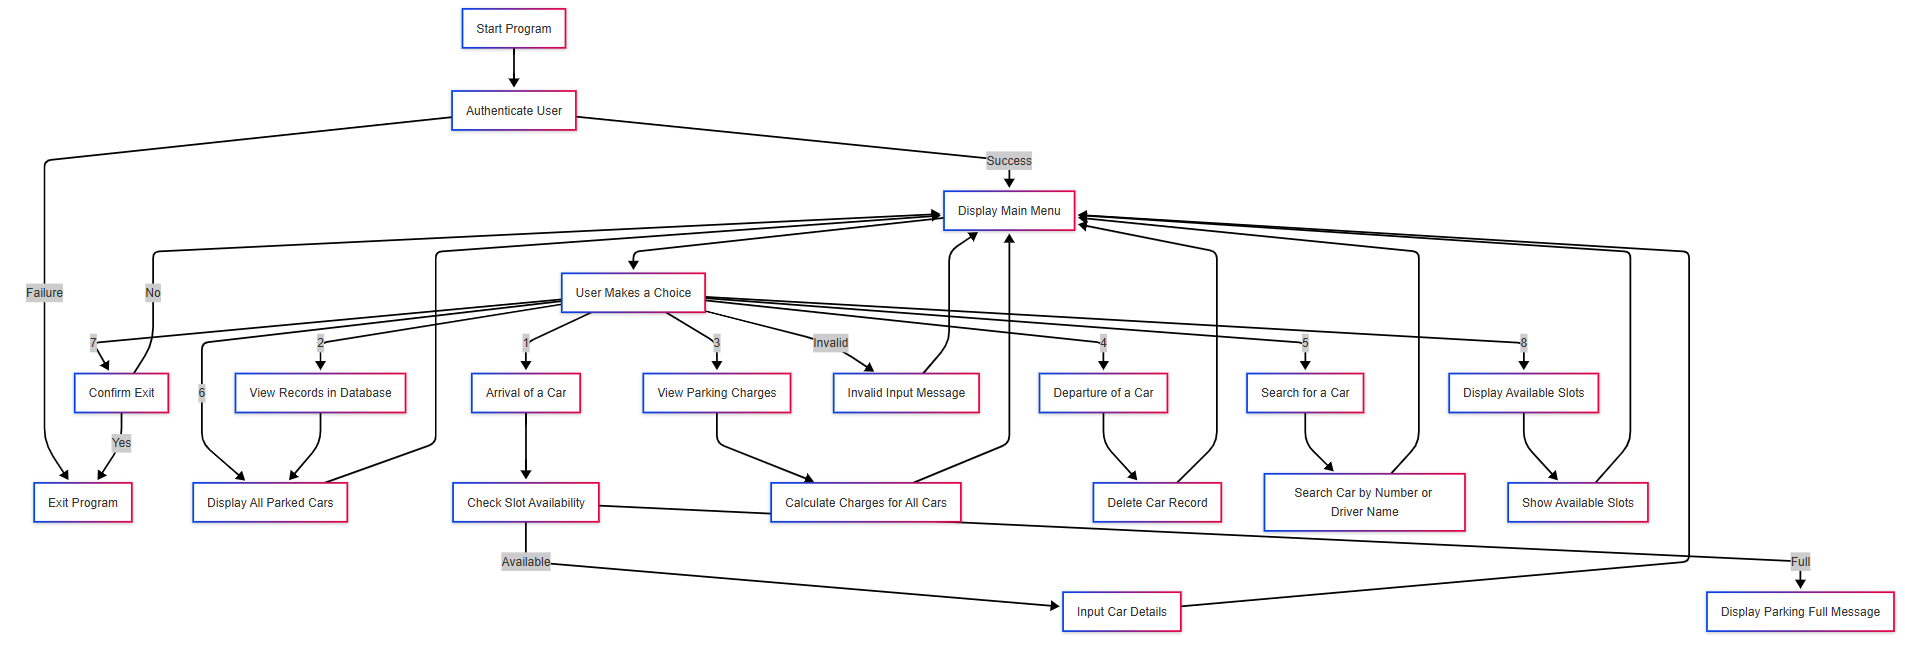 Start Program
Authenticate User
Success
Display Main Menu
Failure
No
User Makes a Choice
7
2
1
3
Invalid
4
5
8
Confirm Exit
6
View Records in Database
Arrival of a Car
View Parking Charges
Invalid Input Message
Departure of a Car
Search for a Car
Display Available Slots
Yes
Exit Program
Display All Parked Cars
Check Slot Availability
Calculate Charges for All Cars
Delete Car Record
Search Car by Number or
Driver Name
Show Available Slots
Available
Full
Input Car Details
Display Parking Full Message